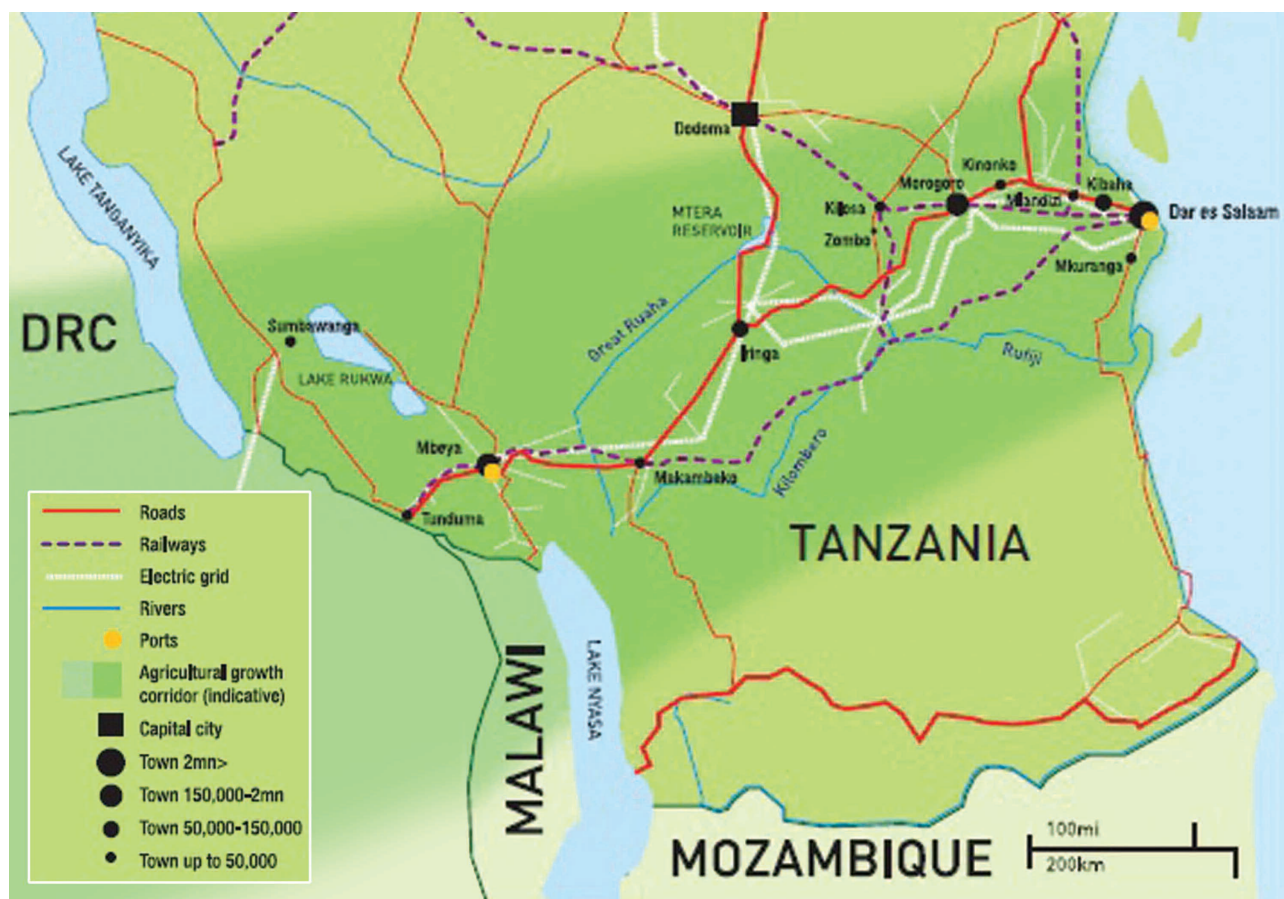 Dodoma
Kinonko
Morogoro
Kibaha
Mlandizi
Dar es Salaam
Kilosa
Zombo
Mkuranga
MTERA
RESERVOIR
LAKE TANGANYIKA
DRC
Sumbawanga
LAKE RUKWA
Great Ruaha
Iringa
Rufiji
Mbeya
Makambeko
Kilombero
Tunduma
TANZANIA
MALAWI
LAKE NYASA
MOZAMBIQUE
100mi
200km
Roads
Railways
Electric grid
Rivers
Ports
Agricultural growth
corridor (indicative)
Capital city
Town 2mn>
Town 150,000-2mn
Town 50,000-150,000
Town up to 50,000